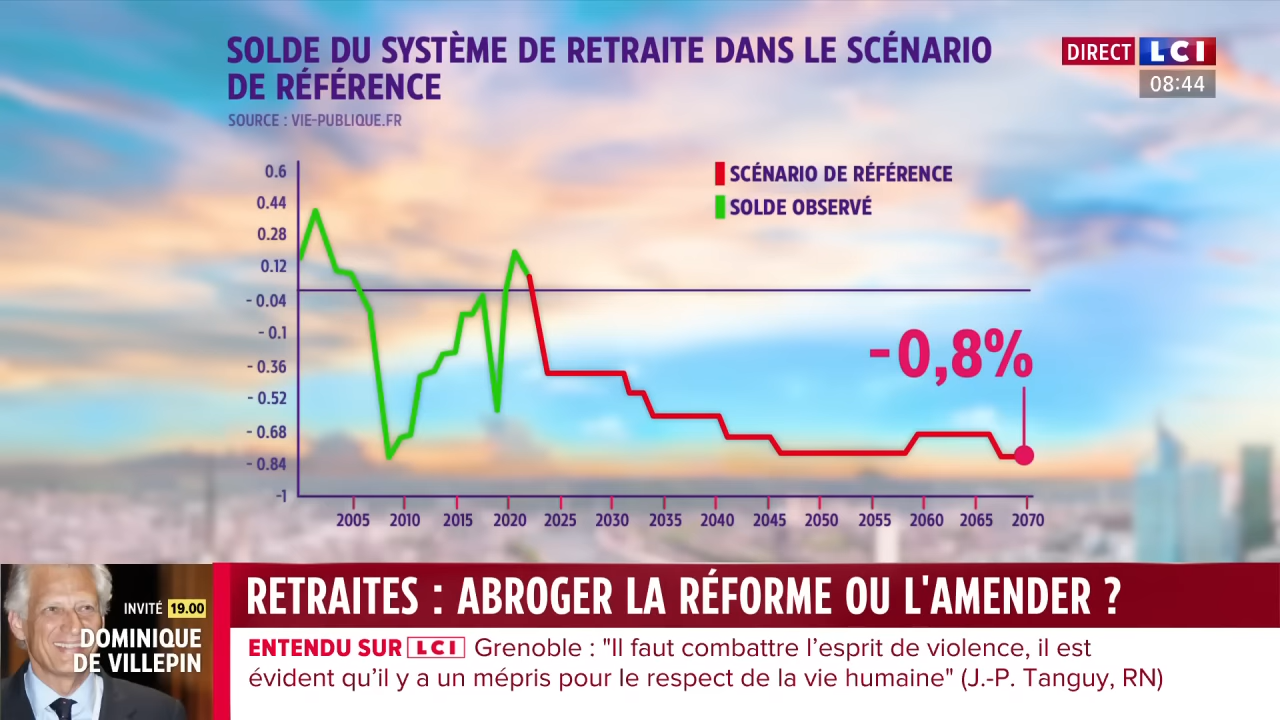 SOLDE DU SYSTÈME DE RETRAITE DANS LE SCÉNARIO
DE RÉFÉRENCE
SOURCE : VIE-PUBLIQUE.FR
DIRECT LCI
08:44
SCÉNARIO DE RÉFÉRENCE
SOLDE OBSERVÉ
0.6
0.44
0.28
0.12
- 0.04
- 0.1
- 0.36
- 0.52
- 0.68
- 0.84
-1
-0,8%
2005 2010 2015 2020 2025 2030 2035 2040 2045 2050 2055 2060 2065 2070
INVITÉ 19.00
DOMINIQUE
DE VILLEPIN
RETRAITES : ABROGER LA RÉFORME OU L'AMENDER ?
ENTENDU SUR LCI Grenoble : "Il faut combattre l’esprit de violence, il est
évident qu’il y a un mépris pour le respect de la vie humaine" (J.-P. Tanguy, RN)